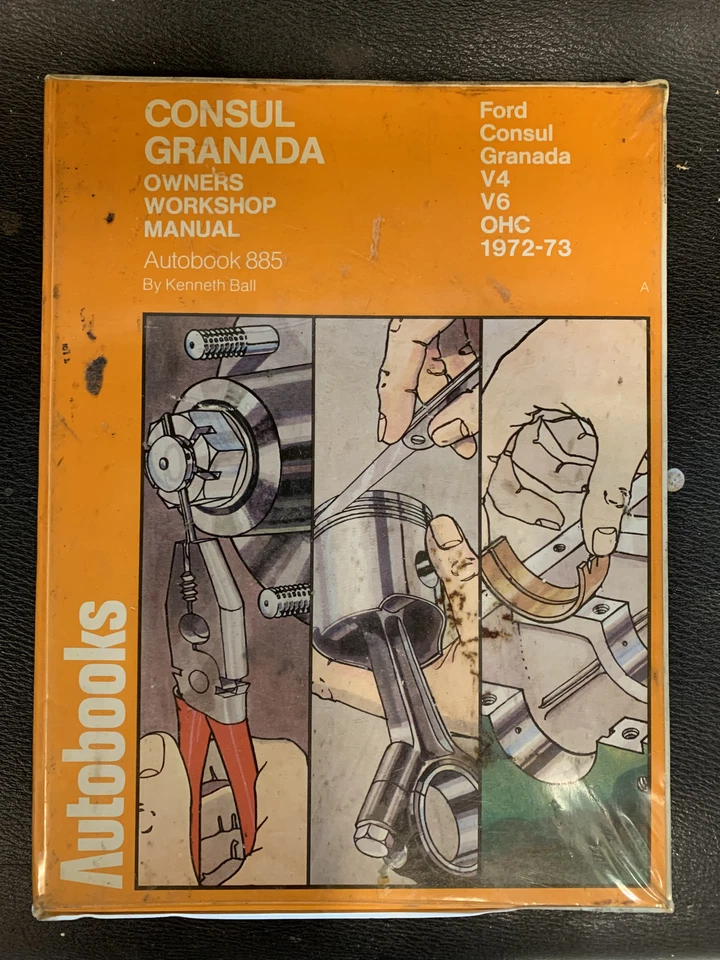 CONSUL
GRANADA
OWNERS
WORKSHOP
MANUAL
Autobook 885
By Kenneth Ball
Ford
Consul
Granada
V4
V6
OHC
1972-73
A
Autobooks